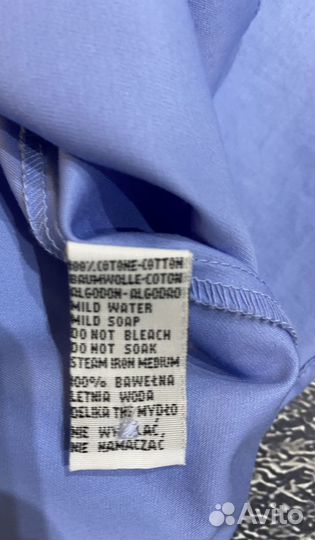 100% COTONE-COTTON
BAUMWOLLE-COTON
ALGODON-ALGODAO
MILD WATER
MILD SOAP
DO NOT BLEACH
DO NOT SOAK
STEAM IRON MEDIUM
100% BAWEŁNA
LETNIA WODA
DELIKATNE MYDŁO
NIE
NIE NAMACZAĆ
Avito